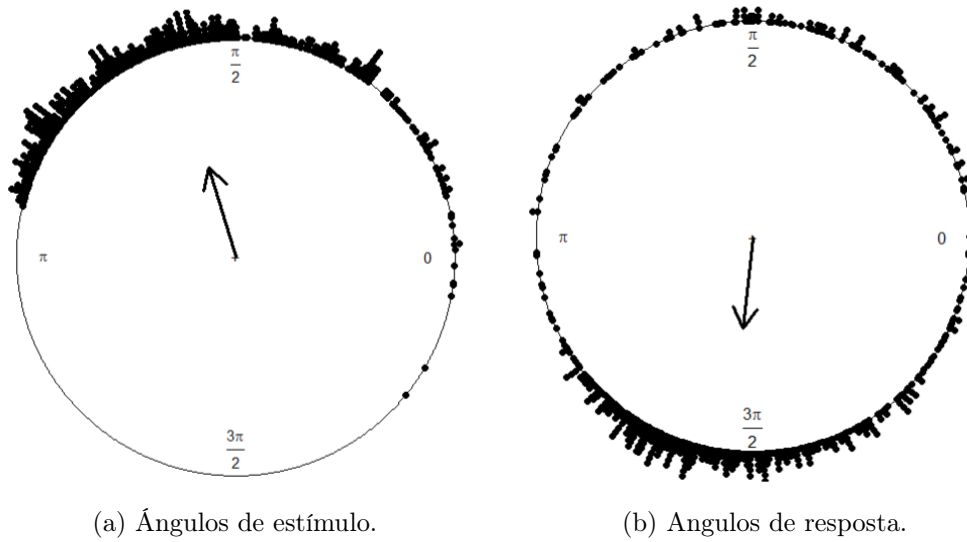 π/2
π
0
3π/2
π/2
π
0
3π/2
(a) Ángulos de estímulo.
(b) Angulos de resposta.